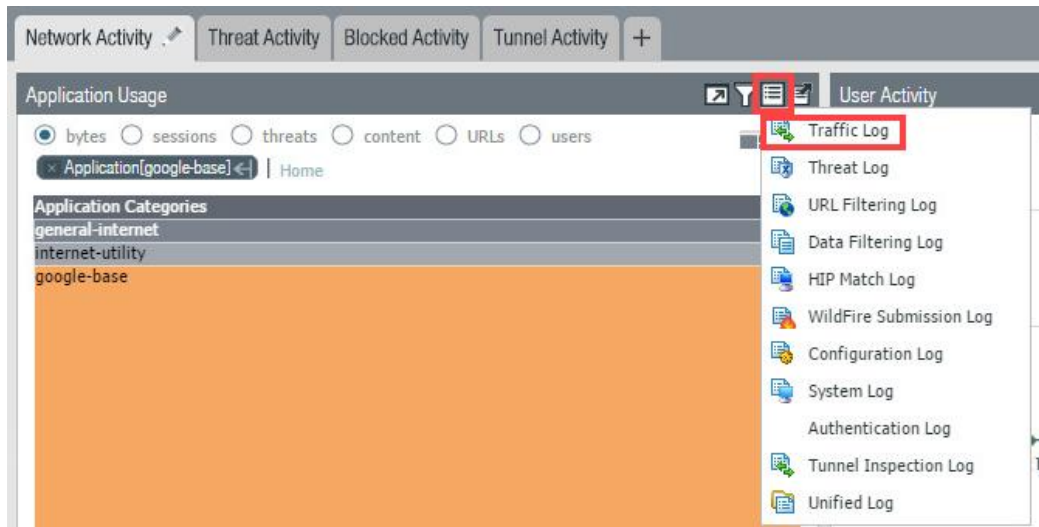 Network Activity
Threat Activity
Blocked Activity
Tunnel Activity
+
Application Usage
User Activity
bytes sessions threats content URLs users
× Application[google-base] | Home
Application Categories
general-internet
internet-utility
google-base
Traffic Log
Threat Log
URL Filtering Log
Data Filtering Log
HIP Match Log
WildFire Submission Log
Configuration Log
System Log
Authentication Log
Tunnel Inspection Log
Unified Log